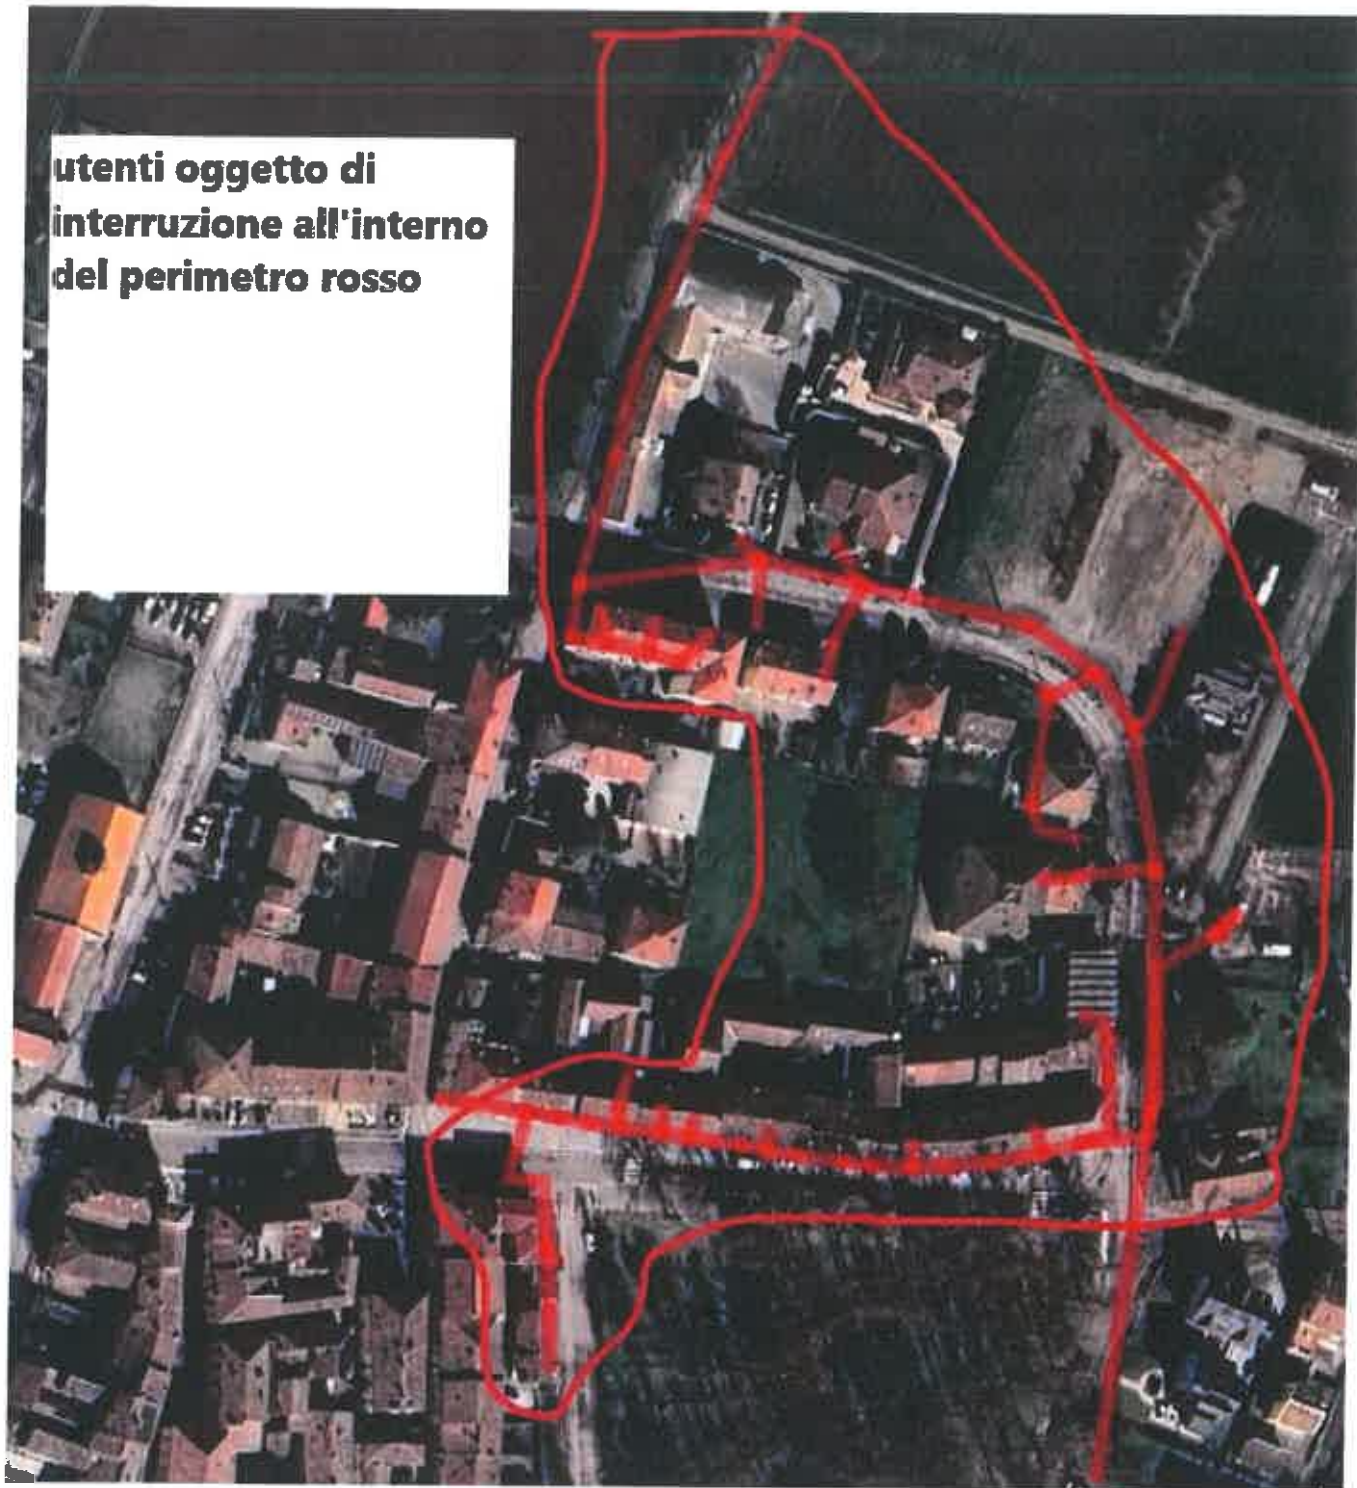 utenti oggetto di
interruzione all'interno
del perimetro rosso